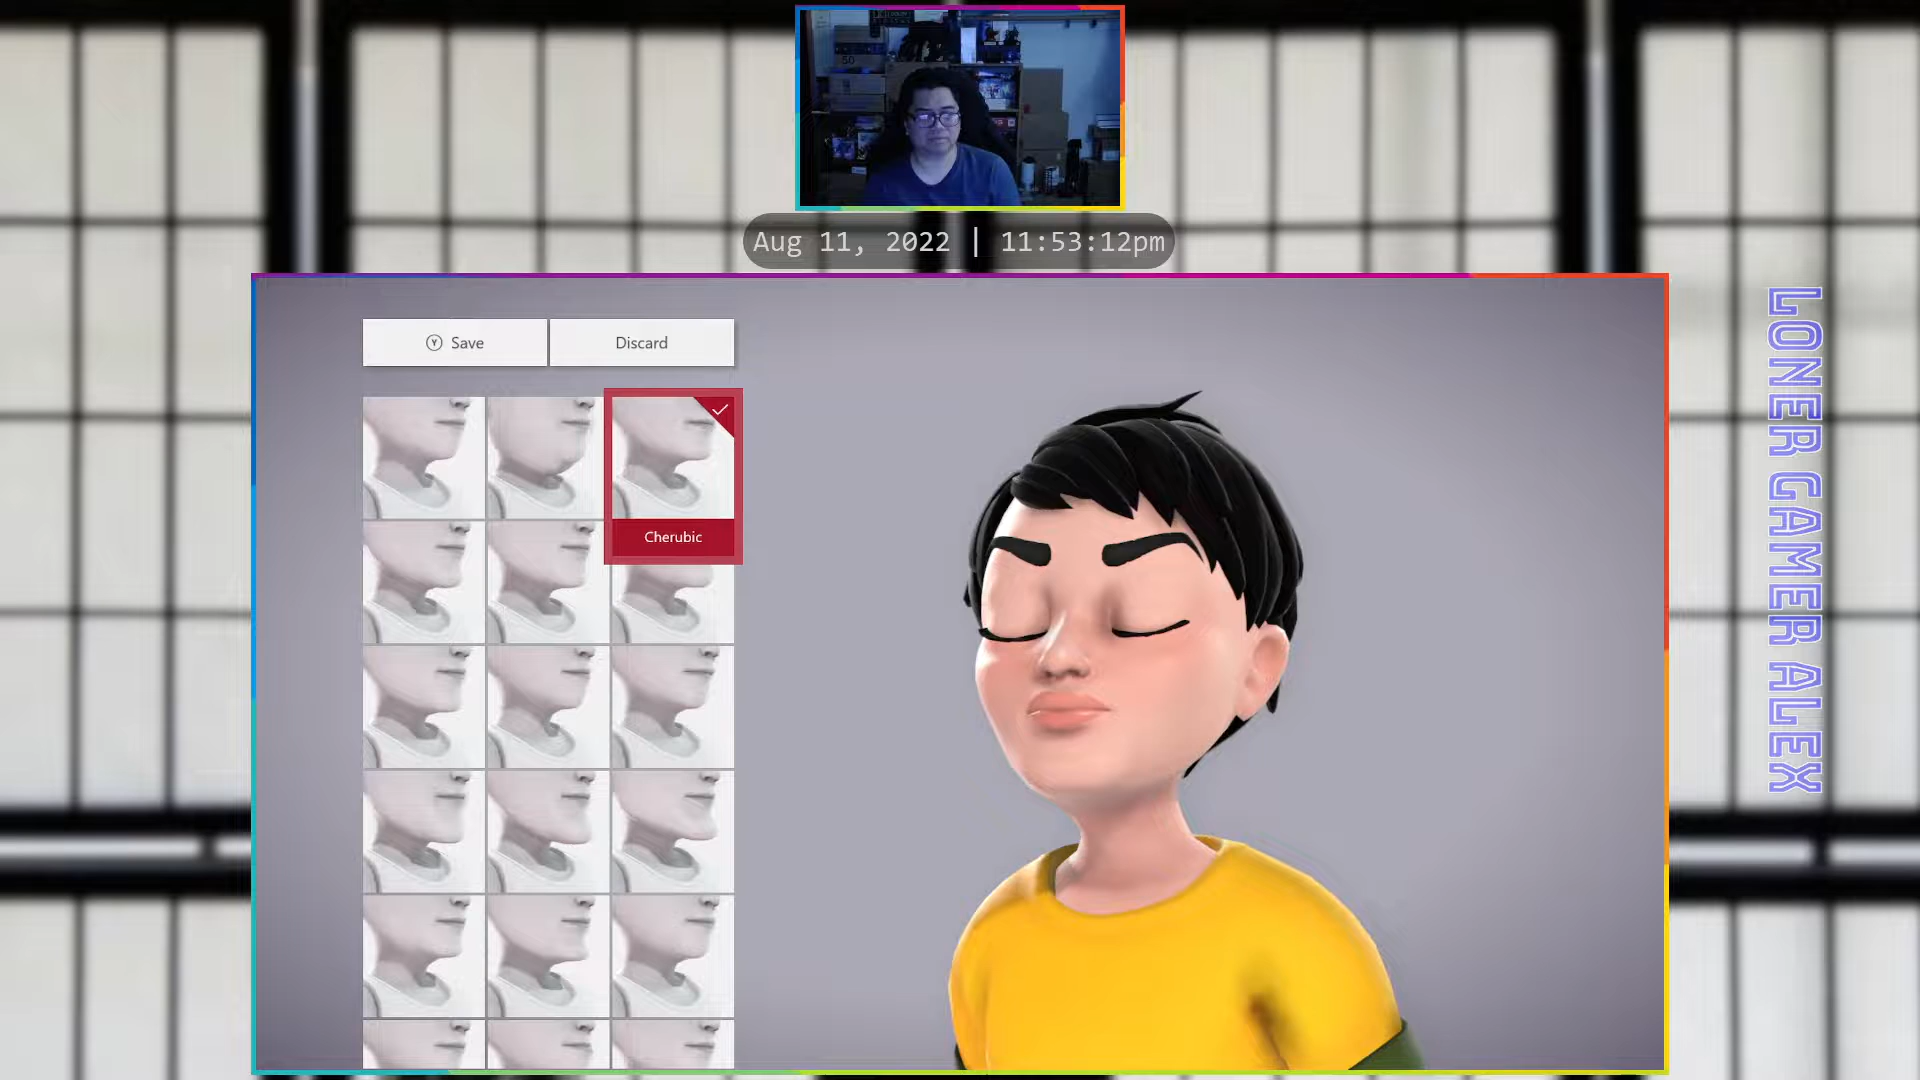 Aug 11, 2022 | 11:53:12pm
Y Save
Discard
Cherubic
LONER GAMER ALEX